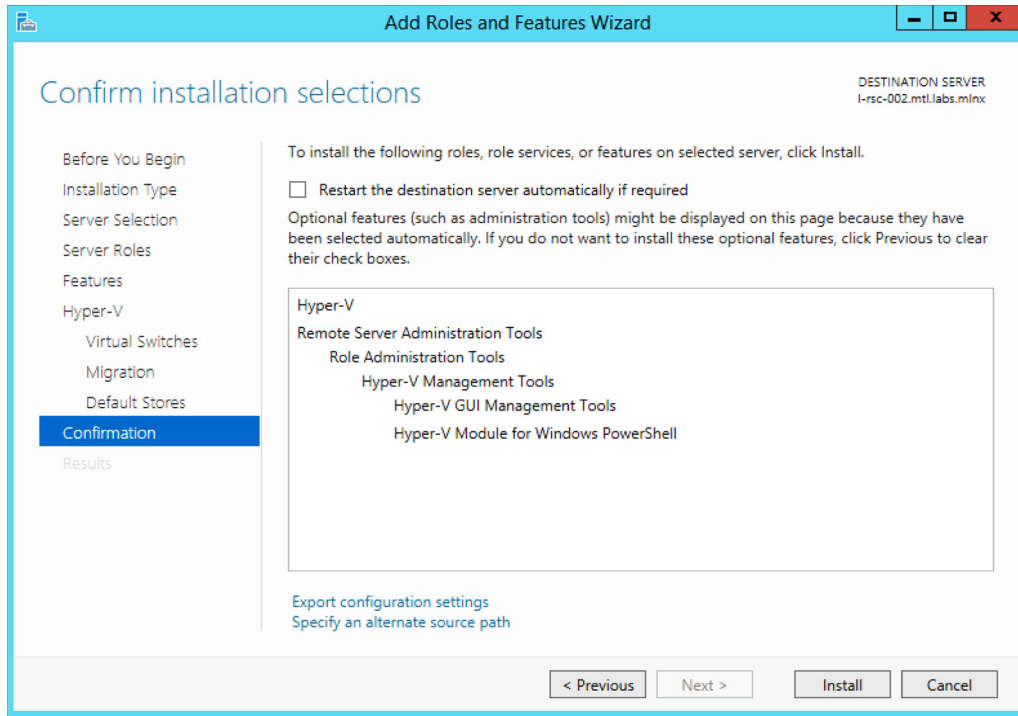 Add Roles and Features Wizard
Confirm installation selections
DESTINATION SERVER
l-rsc-002.mtl.labs.mlnx
Before You Begin
Installation Type
Server Selection
Server Roles
Features
Hyper-V
Virtual Switches
Migration
Default Stores
Confirmation
Results
To install the following roles, role services, or features on selected server, click Install.
Restart the destination server automatically if required
Optional features (such as administration tools) might be displayed on this page because they have
been selected automatically. If you do not want to install these optional features, click Previous to clear
their check boxes.
Hyper-V
Remote Server Administration Tools
Role Administration Tools
Hyper-V Management Tools
Hyper-V GUI Management Tools
Hyper-V Module for Windows PowerShell
Export configuration settings
Specify an alternate source path
< Previous
Next >
Install
Cancel